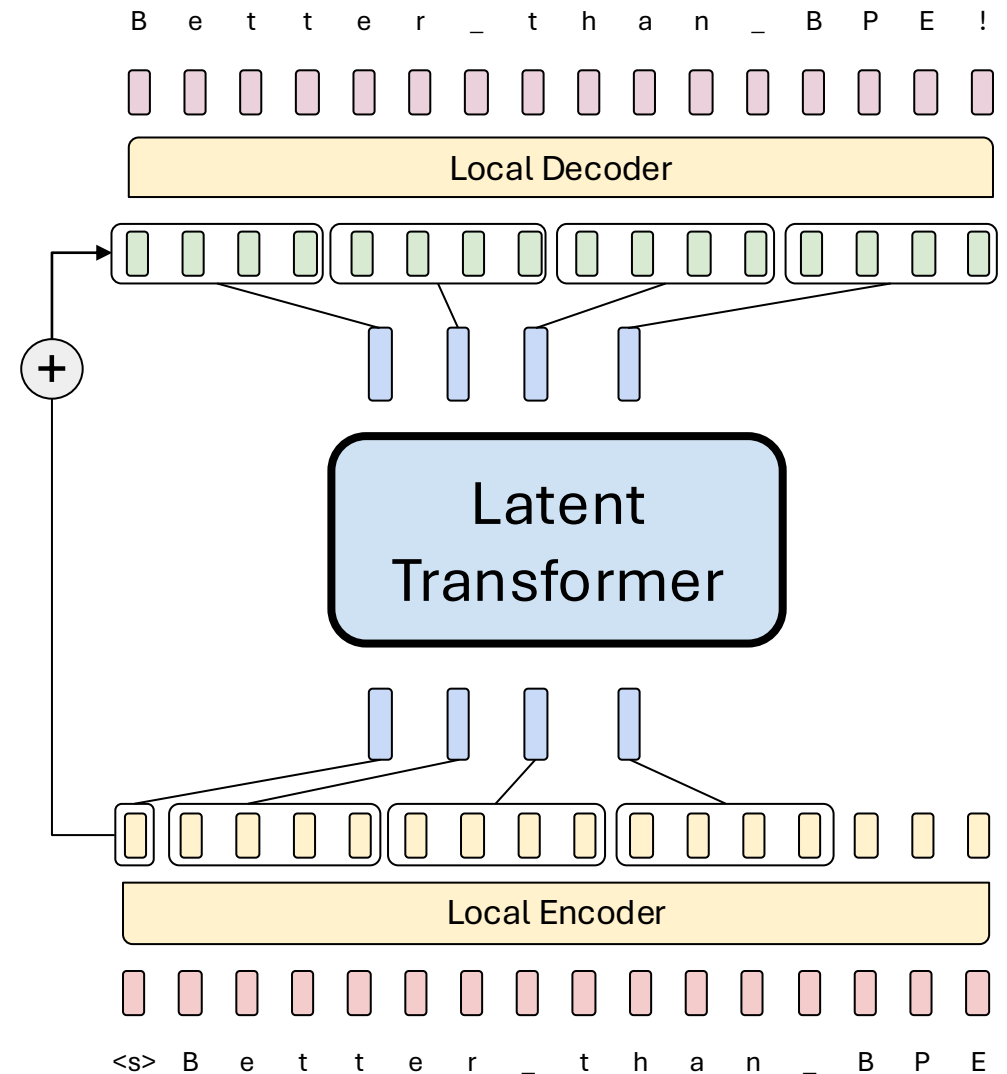 B e t t e r _ t h a n _ B P E !
Local Decoder
+
Latent
Transformer
Local Encoder
<s> B e t t e r _ t h a n _ B P E